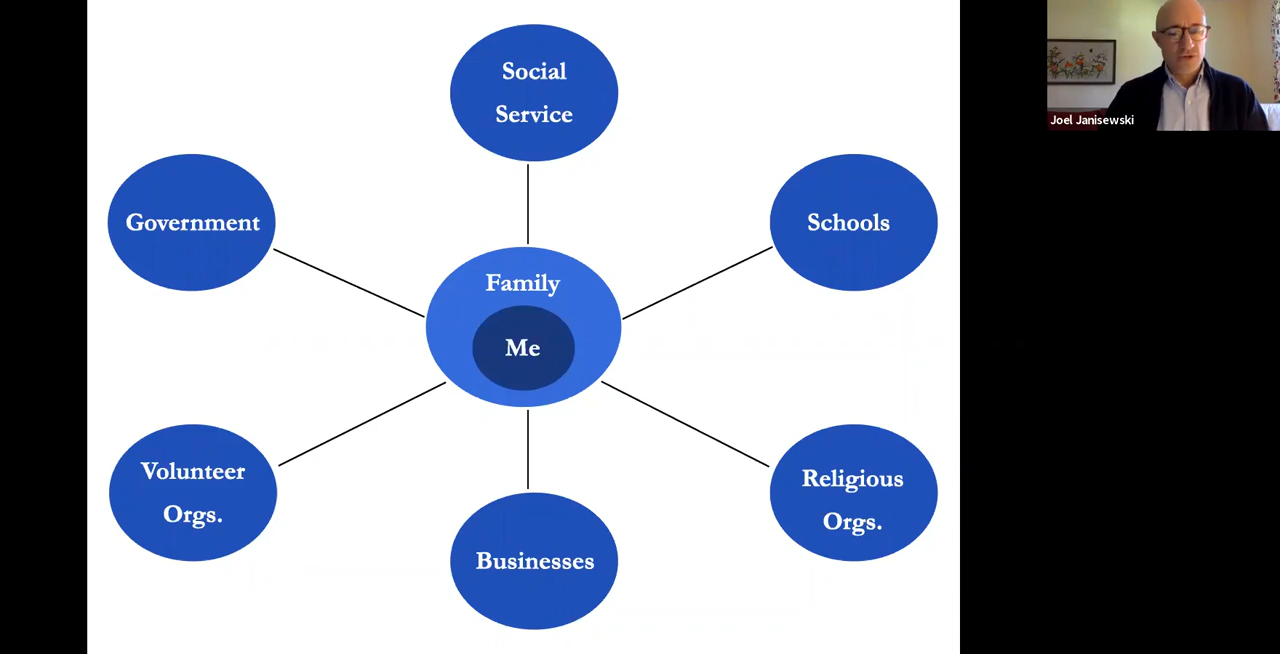 Social
Service
Joel Janisewski
Government
Schools
Family
Me
Volunteer
Orgs.
Religious
Orgs.
Businesses